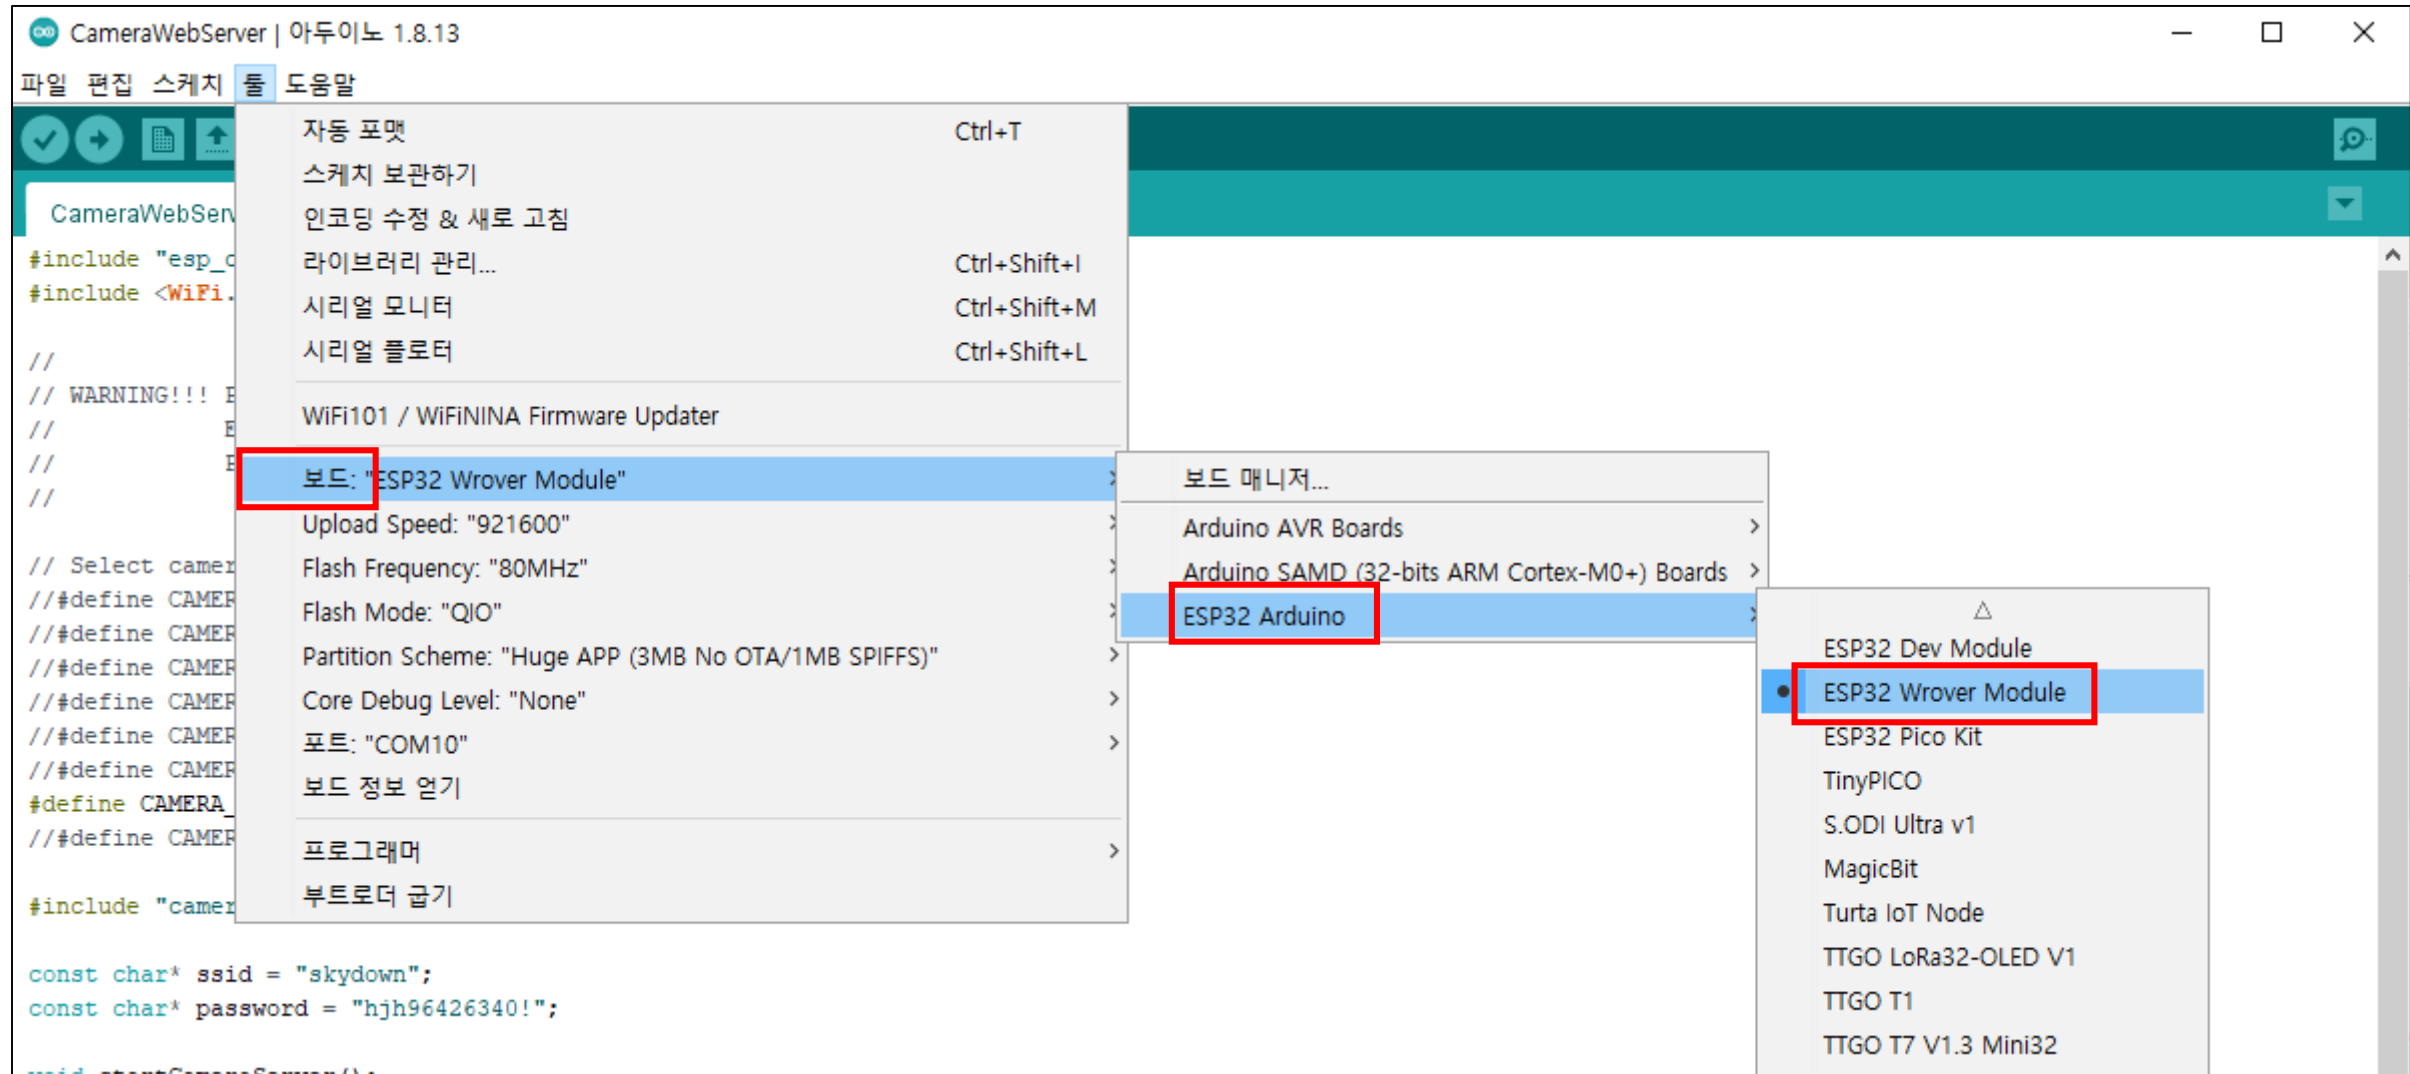 CameraWebServer | 아두이노 1.8.13
파일 편집 스케치 툴 도움말
자동 포맷 Ctrl+T
스케치 보관하기
인코딩 수정 & 새로 고침
라이브러리 관리... Ctrl+Shift+I
시리얼 모니터 Ctrl+Shift+M
시리얼 플로터 Ctrl+Shift+L
WiFi101 / WiFiNINA Firmware Updater
보드: "ESP32 Wrover Module"
Upload Speed: "921600"
Flash Frequency: "80MHz"
Flash Mode: "QIO"
Partition Scheme: "Huge APP (3MB No OTA/1MB SPIFFS)"
Core Debug Level: "None"
포트: "COM10"
보드 정보 얻기
프로그래머
부트로더 굽기
보드 매니저...
Arduino AVR Boards
Arduino SAMD (32-bits ARM Cortex-M0+) Boards
ESP32 Arduino
ESP32 Dev Module
ESP32 Wrover Module
ESP32 Pico Kit
TinyPICO
S.ODI Ultra v1
MagicBit
Turta IoT Node
TTGO LoRa32-OLED V1
TTGO T1
TTGO T7 V1.3 Mini32
CameraWebServ
#include "esp_c
#include <WiFi.
//
// WARNING!!!
//
//
//
// Select camer
//#define CAMER
//#define CAMER
//#define CAMER
//#define CAMER
//#define CAMER
//#define CAMER
#define CAMERA_
//#define CAMER
#include "camer
const char* ssid = "skydown";
const char* password = "hjh96426340!";
void startCameraServer();